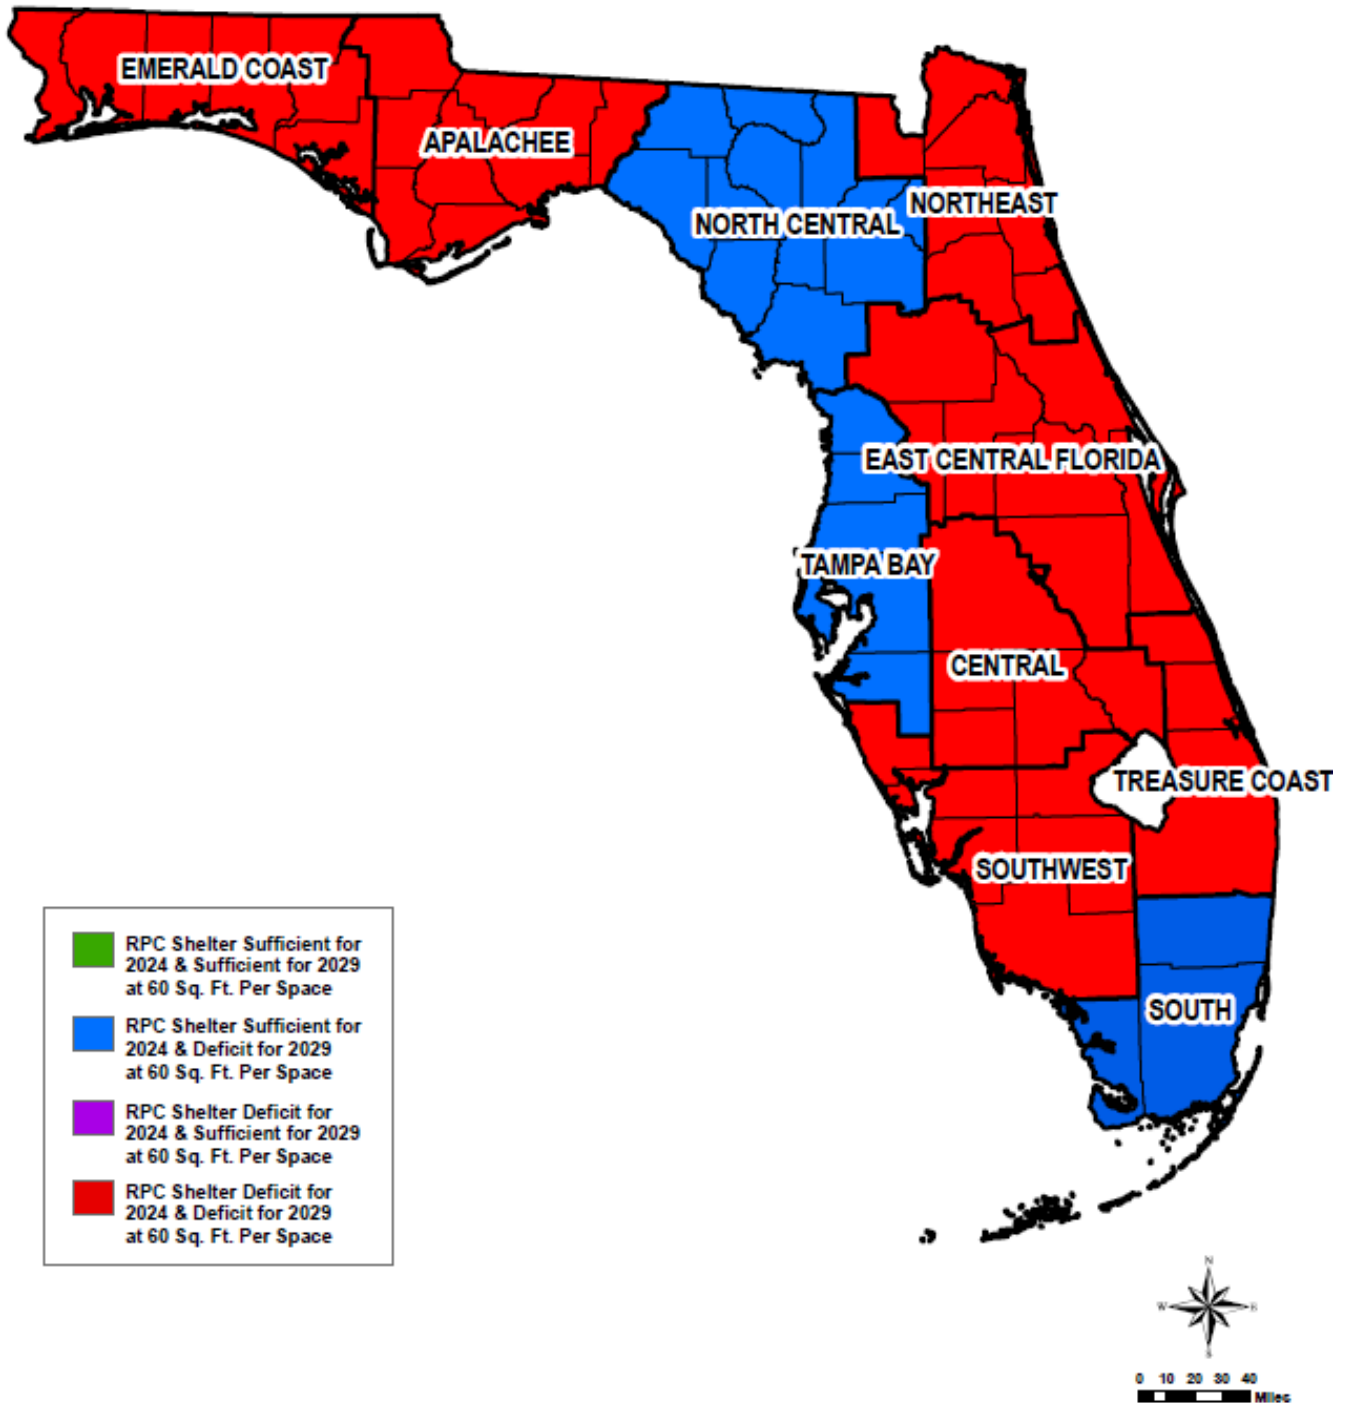 EMERALD COAST
APALACHEE
NORTH CENTRAL
NORTHEAST
EAST CENTRAL FLORIDA
TAMPA BAY
CENTRAL
TREASURE COAST
SOUTHWEST
SOUTH
RPC Shelter Sufficient for
2024 & Sufficient for 2029
at 60 Sq. Ft. Per Space
RPC Shelter Sufficient for
2024 & Deficit for 2029
at 60 Sq. Ft. Per Space
RPC Shelter Deficit for
2024 & Sufficient for 2029
at 60 Sq. Ft. Per Space
RPC Shelter Deficit for
2024 & Deficit for 2029
at 60 Sq. Ft. Per Space
N
W E
S
0 10 20 30 40
Miles